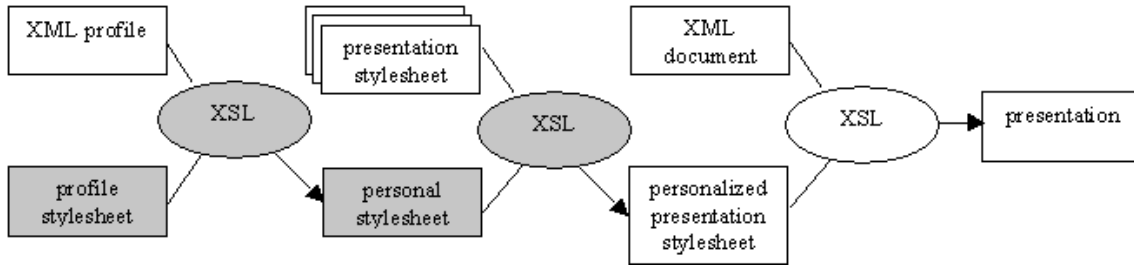 XML profile
presentation
stylesheet
XML
document
XSL
XSL
XSL
presentation
profile
stylesheet
personal
stylesheet
personalized
presentation
stylesheet